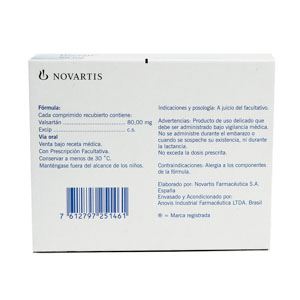 NOVARTIS
Fórmula:
Cada comprimido recubierto contiene:
Valsartán 80,00 mg
Excip c.s.
Vía oral
Venta bajo receta médica.
Con Prescripción Facultativa.
Conservar a menos de 30 °C.
Manténgase fuera del alcance de los niños.
7 612797 251461
Indicaciones y posología: A juicio del facultativo.
Advertencias: Producto de uso delicado que
debe ser administrado bajo vigilancia médica.
No se administre durante el embarazo o
cuando se sospeche su existencia, ni durante
la lactancia.
No exceda la dosis prescrita.
Contraindicaciones: Alergia a los componentes
de la fórmula.
Elaborado por: Novartis Farmacéutica S.A.
España
Envasado y Acondicionado por:
Anovis Industrial Farmacêutica LTDA. Brasil
® = Marca registrada